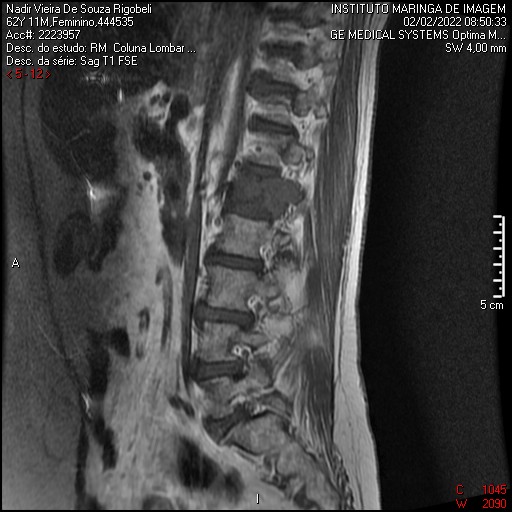 Nadir Vieira De Souza Rigobeli
62Y 11M,Feminino,444535
Acc#: 2223957
Desc. do estudo: RM Coluna Lombar ...
Desc. da série: Sag T1 FSE
< 5 -12 >
INSTITUTO MARINGA DE IMAGEM
02/02/2022 08:50:33
GE MEDICAL SYSTEMS Optima M...
SW 4,00 mm
A
5 cm
I
C 1045
W 2090